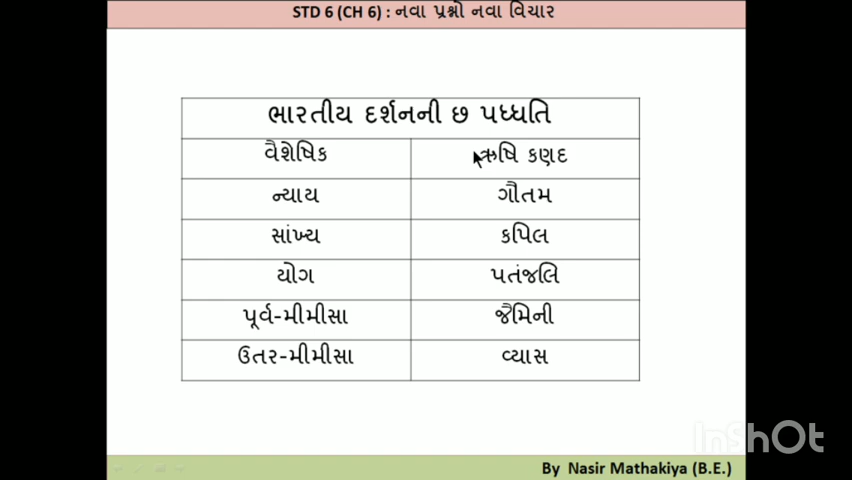 STD 6 (CH 6) : નવા પ્રશ્નો નવા વિચાર
ભારતીય દર્શનની છ પધ્ધતિ
વૈશેષિક ઋષિ કણદ
ન્યાય ગૌતમ
સાંખ્ય કપિલ
યોગ પતંજલિ
પૂર્વ-મીમીસા જૈમિની
ઉતર-મીમીસા વ્યાસ
InShOt
By Nasir Mathakiya (B.E.)